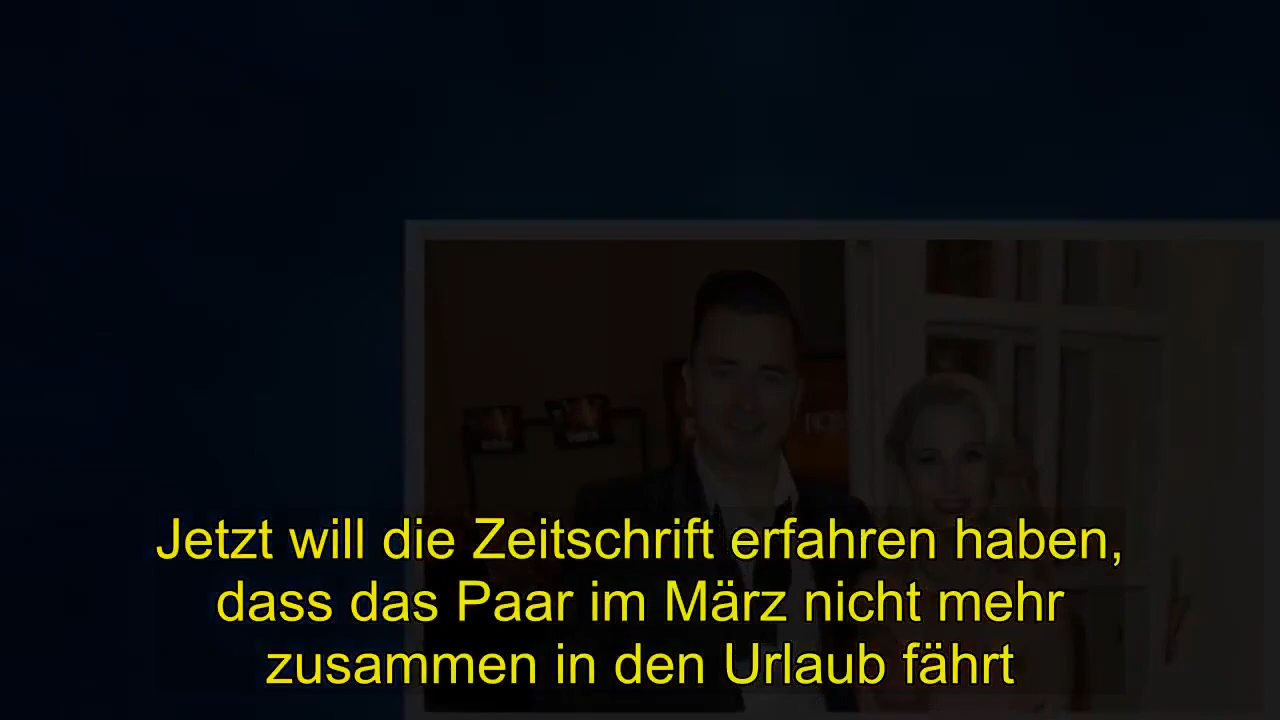 Jetzt will die Zeitschrift erfahren haben,
dass das Paar im März nicht mehr
zusammen in den Urlaub fährt